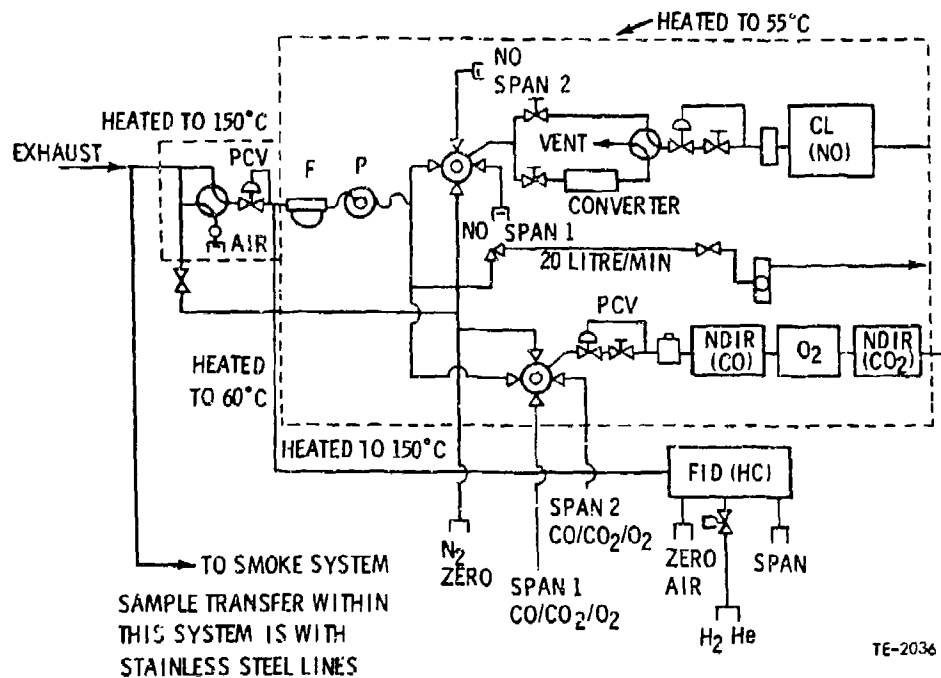 HEATED TO 55°C
NO
SPAN 2
HEATED TO 150°C
EXHAUST
PCV
F
P
VENT
CL
(NO)
CONVERTER
AIR
NO SPAN 1
20 LITRE/MIN
PCV
NDIR
(CO)
O2
NDIR
(CO2)
HEATED
TO 60°C
HEATED TO 150°C
FID (HC)
SPAN 2
CO/CO2/O2
N2
ZERO
ZERO
AIR
SPAN
SPAN 1
CO/CO2/O2
TO SMOKE SYSTEM
H2 He
SAMPLE TRANSFER WITHIN
THIS SYSTEM IS WITH
STAINLESS STEEL LINES
TE-2036